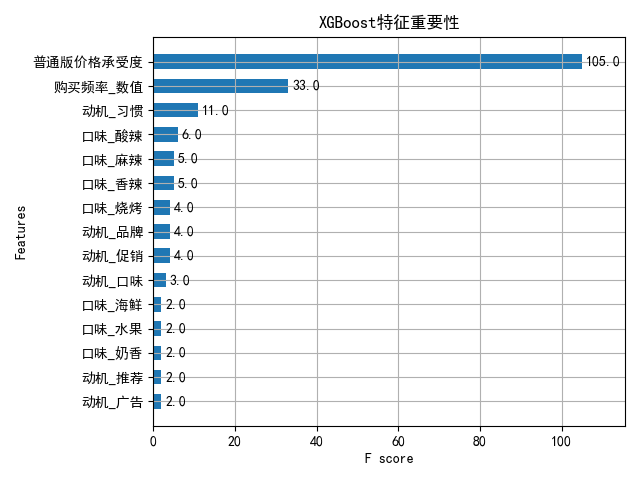 XGBoost特征重要性
Features
普通版价格承受度 105.0
购买频率_数值 33.0
动机_习惯 11.0
口味_酸辣 6.0
口味_麻辣 5.0
口味_香辣 5.0
口味_烧烤 4.0
动机_品牌 4.0
动机_促销 4.0
动机_口味 3.0
口味_海鲜 2.0
口味_水果 2.0
口味_奶香 2.0
动机_推荐 2.0
动机_广告 2.0
0 20 40 60 80 100
F score